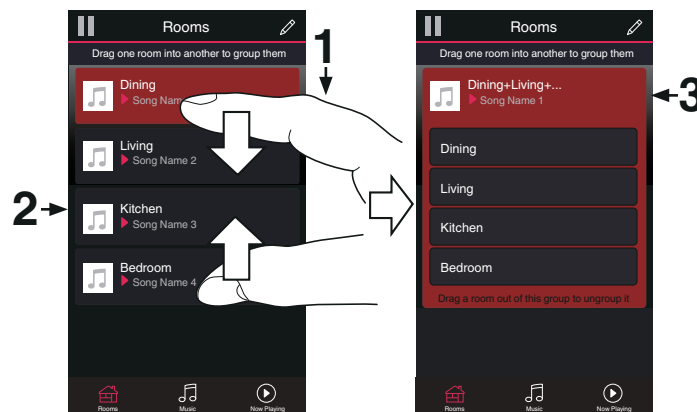 Rooms
Drag one room into another to group them
1
Dining
Song Nam
Living
Song Name 2
2
Kitchen
Song Name 3
Bedroom
Song Name 4
Rooms
Music
Now Playing
Rooms
Drag one room into another to group them
Dining+Living+...
Song Name 1
3
Dining
Living
Kitchen
Bedroom
Drag a room out of this group to ungroup it
Rooms
Music
Now Playing